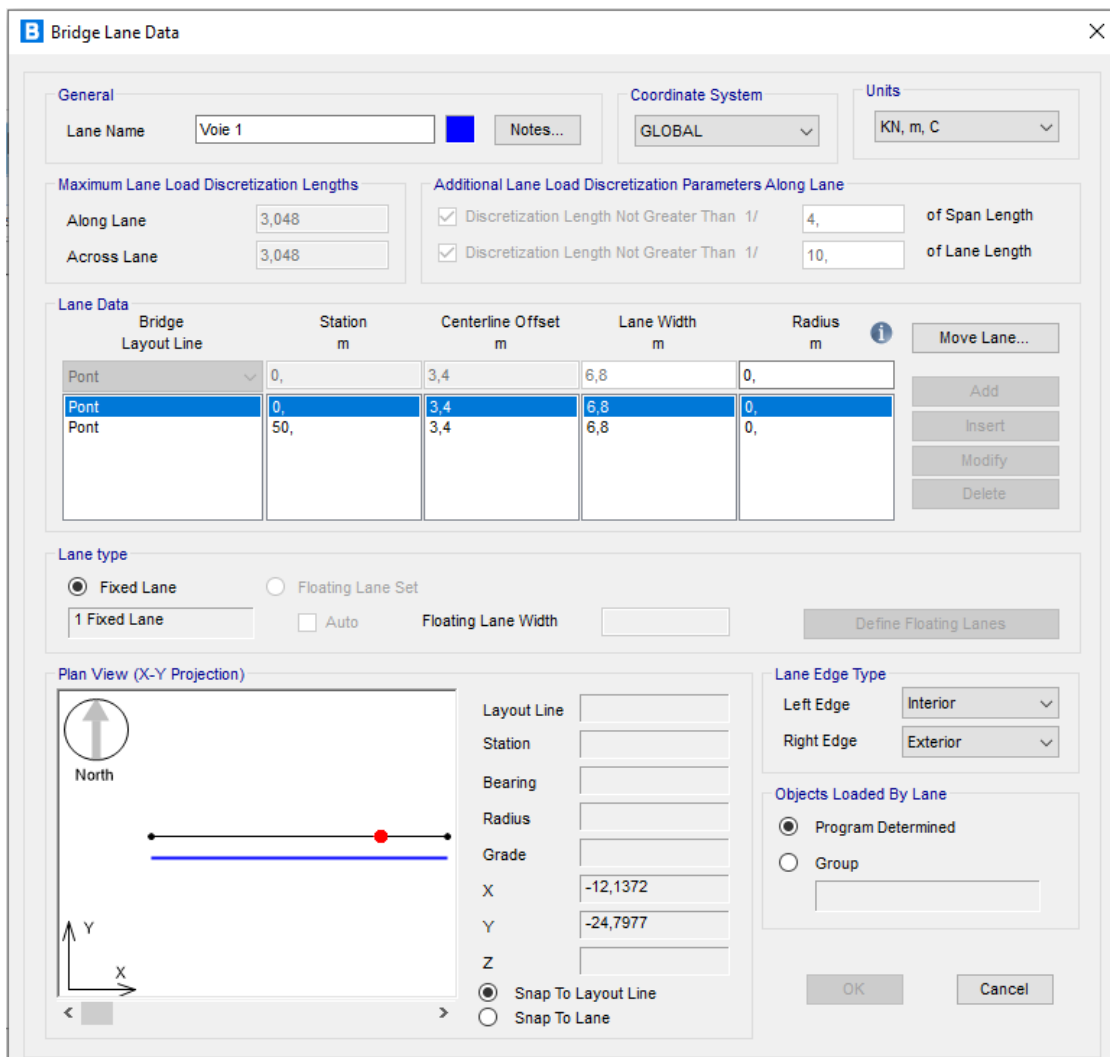 B Bridge Lane Data
General
Coordinate System
Units
Lane Name Voie 1 Notes...
GLOBAL
KN, m, C
Maximum Lane Load Discretization Lengths
Along Lane 3,048
Across Lane 3,048
Additional Lane Load Discretization Parameters Along Lane
Discretization Length Not Greater Than 1/ 4, of Span Length
Discretization Length Not Greater Than 1/ 10, of Lane Length
Lane Data
Bridge Station Centerline Offset Lane Width Radius
Layout Line m m m m
Move Lane...
Pont 0, 3,4 6,8 0,
Pont 0, 3,4 6,8 0,
Pont 50, 3,4 6,8 0,
Add
Insert
Modify
Delete
Lane type
Fixed Lane Floating Lane Set
1 Fixed Lane Auto Floating Lane Width Define Floating Lanes
Plan View (X-Y Projection)
North
Y
X
Layout Line
Station
Bearing
Radius
Grade
X -12,1372
Y -24,7977
Z
Snap To Layout Line
Snap To Lane
Lane Edge Type
Left Edge Interior
Right Edge Exterior
Objects Loaded By Lane
Program Determined
Group
OK Cancel